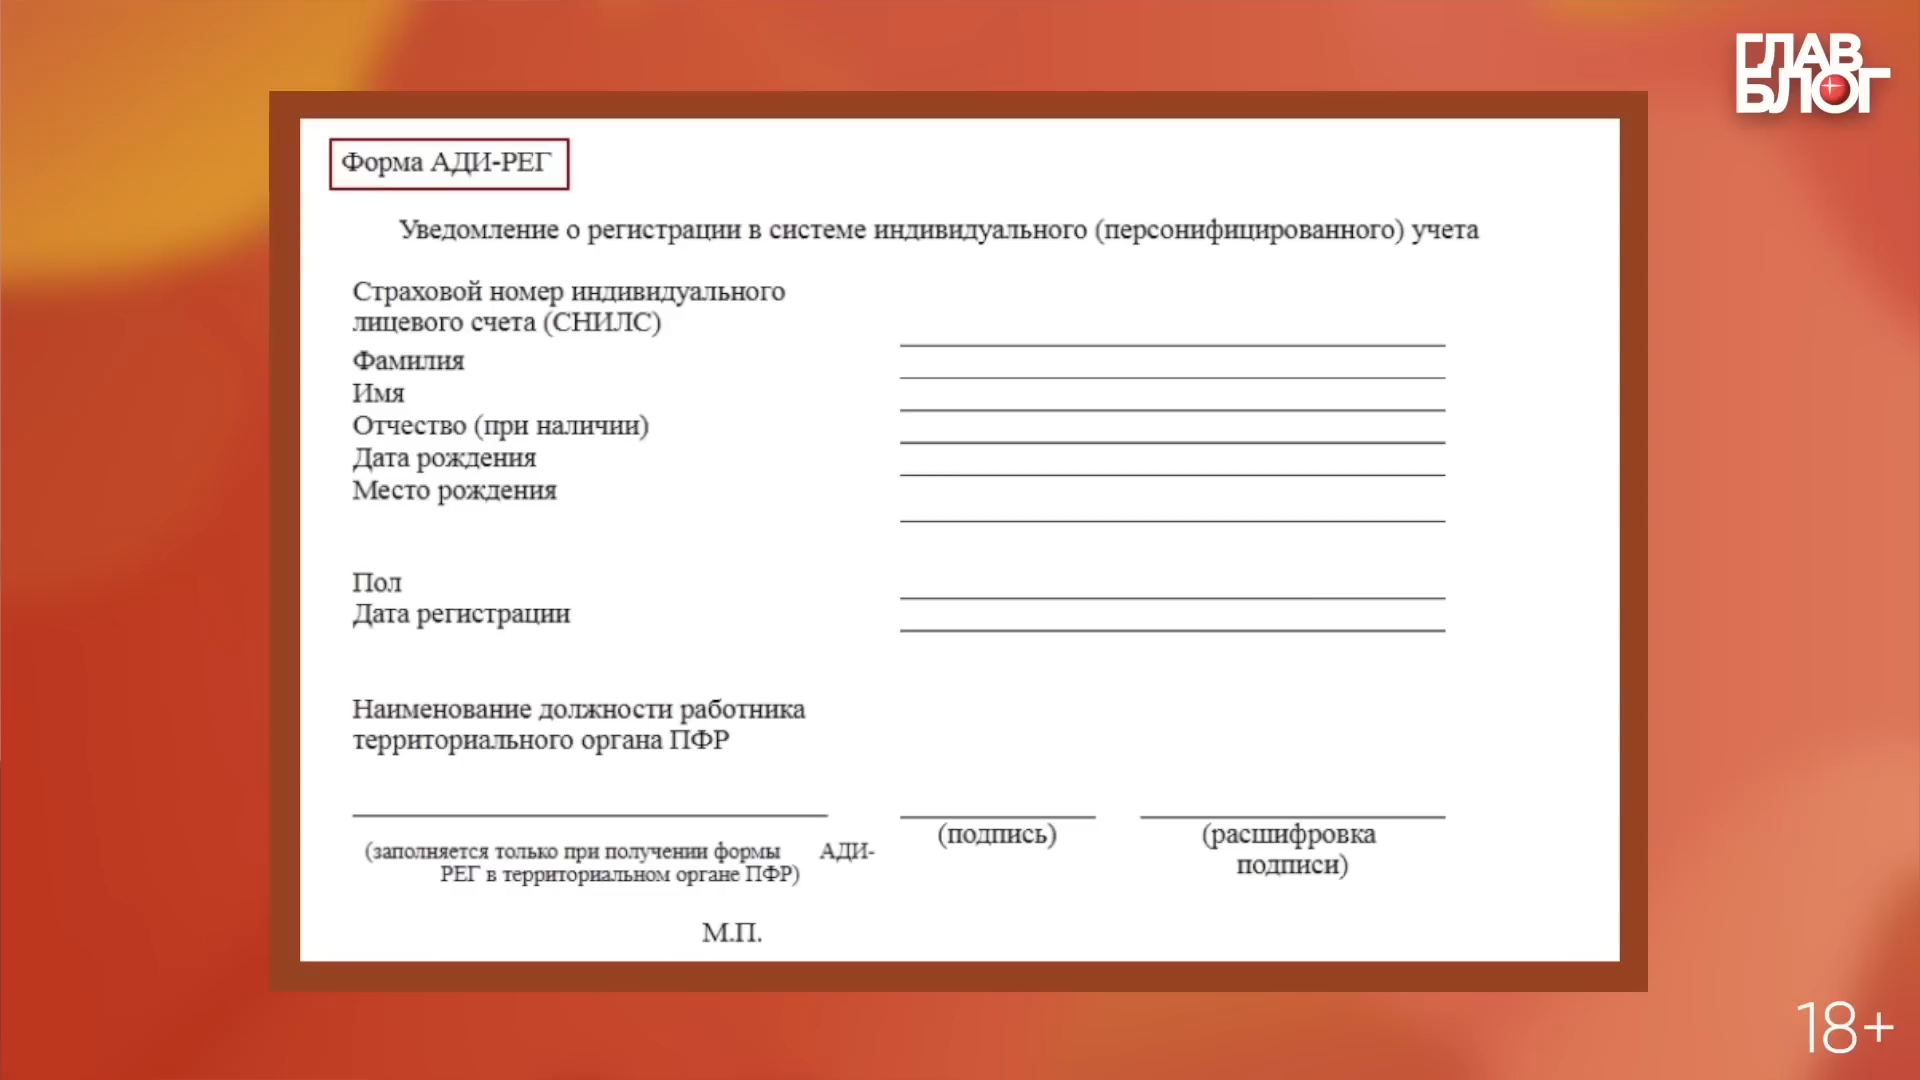 ГЛАВ
БЛОГ
Форма АДИ-РЕГ
Уведомление о регистрации в системе индивидуального (персонифицированного) учета
Страховой номер индивидуального
лицевого счета (СНИЛС)
Фамилия
Имя
Отчество (при наличии)
Дата рождения
Место рождения
Пол
Дата регистрации
Наименование должности работника
территориального органа ПФР
(заполняется только при получении формы АДИ-
РЕГ в территориальном органе ПФР)
(подпись)
(расшифровка
подписи)
М.П.
18+